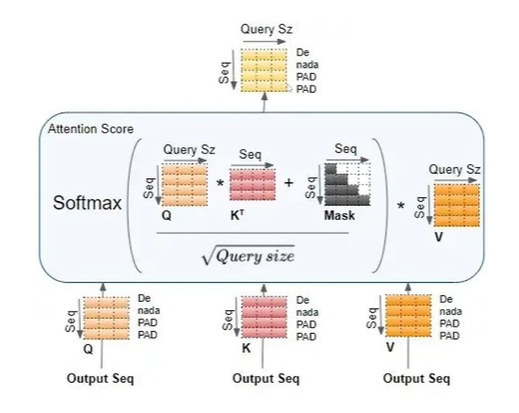 Query Sz
Seq
De
nada
PAD
PAD
Attention Score
Softmax
Query Sz
Seq
Q
*
Seq
Kᵀ
+
Seq
Seq
Mask
√Query size
*
Query Sz
Seq
V
Seq
Q
De
nada
PAD
PAD
Seq
K
De
nada
PAD
PAD
Seq
V
De
nada
PAD
PAD
Output Seq
Output Seq
Output Seq